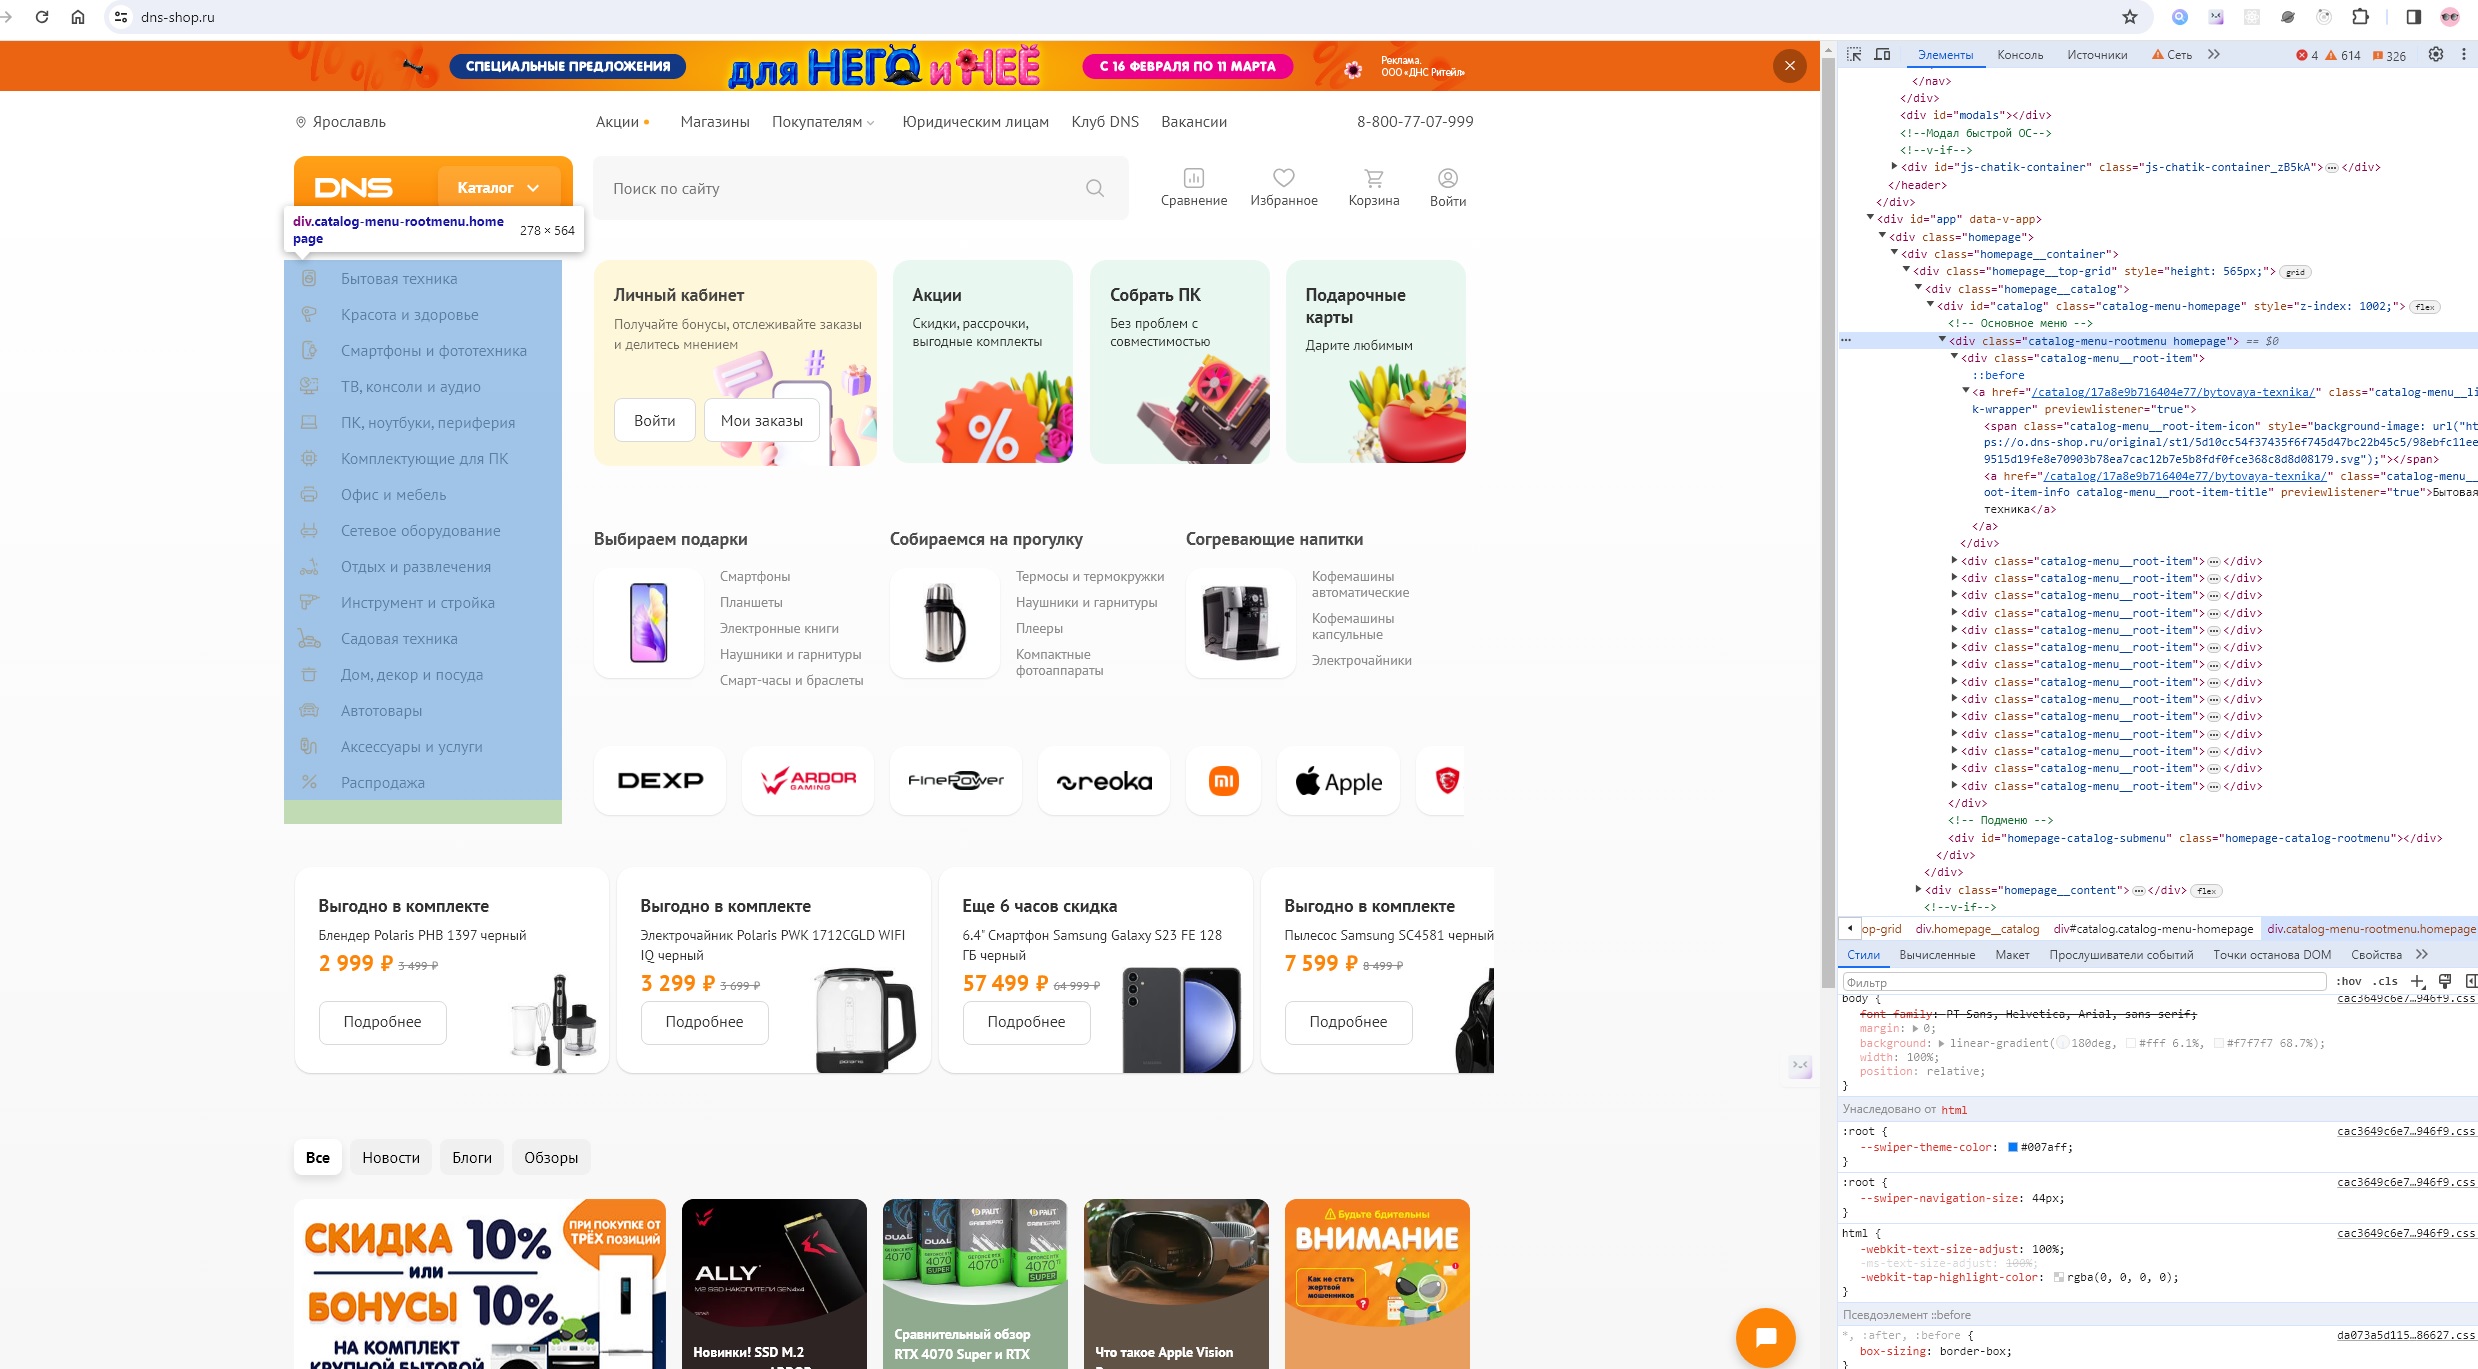 dns-shop.ru
СПЕЦИАЛЬНЫЕ ПРЕДЛОЖЕНИЯ
для НЕГО и НЕЁ
С 16 ФЕВРАЛЯ ПО 11 МАРТА
Реклама.
ООО «ДНС Ритейл»
Ярославль
Акции
Магазины
Покупателям
Юридическим лицам
Клуб DNS
Вакансии
8-800-77-07-999
DNS
Каталог
Поиск по сайту
Сравнение
Избранное
Корзина
Войти
div.catalog-menu-rootmenu.home
page
278 × 564
Бытовая техника
Красота и здоровье
Смартфоны и фототехника
ТВ, консоли и аудио
ПК, ноутбуки, периферия
Комплектующие для ПК
Офис и мебель
Сетевое оборудование
Отдых и развлечения
Инструмент и стройка
Садовая техника
Дом, декор и посуда
Автотовары
Аксессуары и услуги
Распродажа
Личный кабинет
Получайте бонусы, отслеживайте заказы
и делитесь мнением
Войти
Мои заказы
Акции
Скидки, рассрочки,
выгодные комплекты
Собрать ПК
Без проблем с
совместимостью
Подарочные
карты
Дарите любимым
Выбираем подарки
Смартфоны
Планшеты
Электронные книги
Наушники и гарнитуры
Смарт-часы и браслеты
Собираемся на прогулку
Термосы и термокружки
Наушники и гарнитуры
Плееры
Компактные
фотоаппараты
Согревающие напитки
Кофемашины
автоматические
Кофемашины
капсульные
Электрочайники
DEXP
ARDOR
GAMING
FinePower
reoka
mi
Apple
Выгодно в комплекте
Блендер Polaris PHB 1397 черный
2 999 ₽ 3 499 ₽
Подробнее
Выгодно в комплекте
Электрочайник Polaris PWK 1712CGLD WIFI
IQ черный
3 299 ₽ 3 699 ₽
Подробнее
Еще 6 часов скидка
6.4" Смартфон Samsung Galaxy S23 FE 128
ГБ черный
57 499 ₽ 64 999 ₽
Подробнее
Выгодно в комплекте
Пылесос Samsung SC4581 черный
7 599 ₽ 8 499 ₽
Подробнее
Все
Новости
Блоги
Обзоры
СКИДКА 10%
или
БОНУСЫ 10%
НА КОМПЛЕКТ
КРУПНОЙ БЫТОВОЙ
ПРИ ПОКУПКЕ ОТ
ТРЁХ ПОЗИЦИЙ
ALLY
M.2 SSD НАКОПИТЕЛИ GEN4x4
Новинки! SSD M.2
PALIT
GAMINGPRO
DUAL
4070
SUPER
Сравнительный обзор
RTX 4070 Super и RTX
Что такое Apple Vision
Будьте бдительны
ВНИМАНИЕ
Как не стать
жертвой
мошенников
Элементы
Консоль
Источники
Сеть
4
614
326
</nav>
</div>
<div id="modals"></div>
<!--Модал быстрой ОС-->
<!--v-if-->
<div id="js-chatik-container" class="js-chatik-container_zB5kA"></div>
</header>
</div>
<div id="app" data-v-app>
<div class="homepage">
<div class="homepage__container">
<div class="homepage__top-grid" style="height: 565px;"> grid
<div class="homepage__catalog">
<div id="catalog" class="catalog-menu-homepage" style="z-index: 1002;"> flex
<!-- Основное меню -->
<div class="catalog-menu-rootmenu homepage"> == $0
<div class="catalog-menu__root-item">
::before
<a href="/catalog/17a8e9b716404e77/bytovaya-texnika/" class="catalog-menu__li
k-wrapper" previewlistener="true">
<span class="catalog-menu__root-item-icon" style="background-image: url("ht
ps://o.dns-shop.ru/original/st1/5d10cc54f37435f6f745d47bc22b45c5/98ebfc11ee
9515d19fe8e70903b78ea7cac12b7e5b8fdf0fce368c8d8d08179.svg");"></span>
<a href="/catalog/17a8e9b716404e77/bytovaya-texnika/" class="catalog-menu__
oot-item-info catalog-menu__root-item-title" previewlistener="true">Бытовая
техника</a>
</a>
</div>
<div class="catalog-menu__root-item"></div>
<div class="catalog-menu__root-item"></div>
<div class="catalog-menu__root-item"></div>
<div class="catalog-menu__root-item"></div>
<div class="catalog-menu__root-item"></div>
<div class="catalog-menu__root-item"></div>
<div class="catalog-menu__root-item"></div>
<div class="catalog-menu__root-item"></div>
<div class="catalog-menu__root-item"></div>
<div class="catalog-menu__root-item"></div>
<div class="catalog-menu__root-item"></div>
<div class="catalog-menu__root-item"></div>
<div class="catalog-menu__root-item"></div>
<div class="catalog-menu__root-item"></div>
</div>
<!-- Подменю -->
<div id="homepage-catalog-submenu" class="homepage-catalog-rootmenu"></div>
</div>
</div>
<div class="homepage__content"></div> flex
<!--v-if-->
op-grid
div.homepage__catalog
div#catalog.catalog-menu-homepage
div.catalog-menu-rootmenu.homepage
Стили
Вычисленные
Макет
Прослушиватели событий
Точки останова DOM
Свойства
Фильтр
:hov
.cls
body {
cac3649c6e7…946f9.css
font-family: PT Sans, Helvetica, Arial, sans-serif;
margin: 0;
background: linear-gradient(180deg, #fff 6.1%, #f7f7f7 68.7%);
width: 100%;
position: relative;
}
Унаследовано от html
:root {
cac3649c6e7…946f9.css
--swiper-theme-color: #007aff;
}
:root {
cac3649c6e7…946f9.css
--swiper-navigation-size: 44px;
}
html {
cac3649c6e7…946f9.css
-webkit-text-size-adjust: 100%;
-ms-text-size-adjust: 100%;
-webkit-tap-highlight-color: rgba(0, 0, 0, 0);
}
Псевдоэлемент ::before
*, :after, :before {
da073a5d115…86627.css
box-sizing: border-box;
}